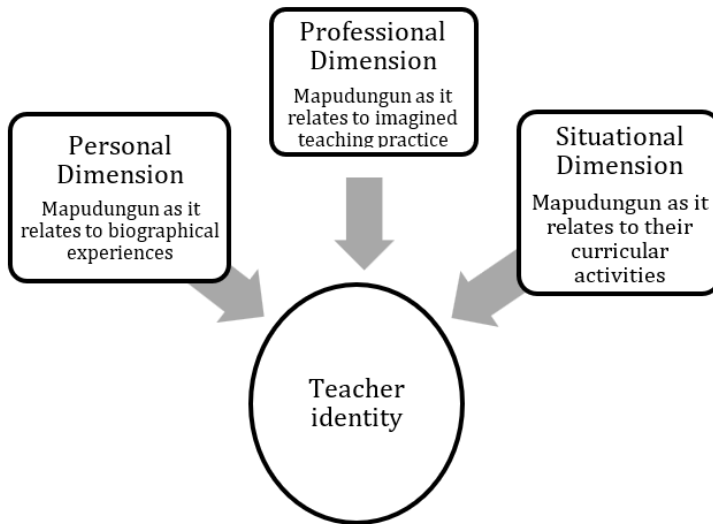 Professional
Dimension
Mapudungun as it
relates to imagined
teaching practice
Personal
Dimension
Mapudungun as it
relates to biographical
experiences
Situational
Dimension
Mapudungun as it
relates to their
curricular
activities
Teacher
identity